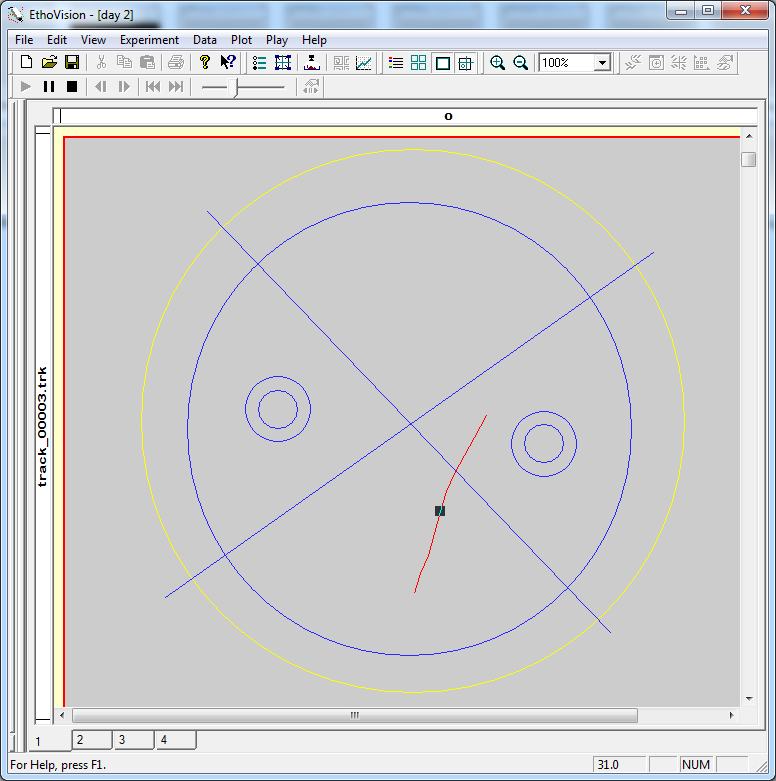 EthoVision - [day 2]
File Edit View Experiment Data Plot Play Help
100%
o
track_00003.trk
1 2 3 4
For Help, press F1. 31.0 NUM